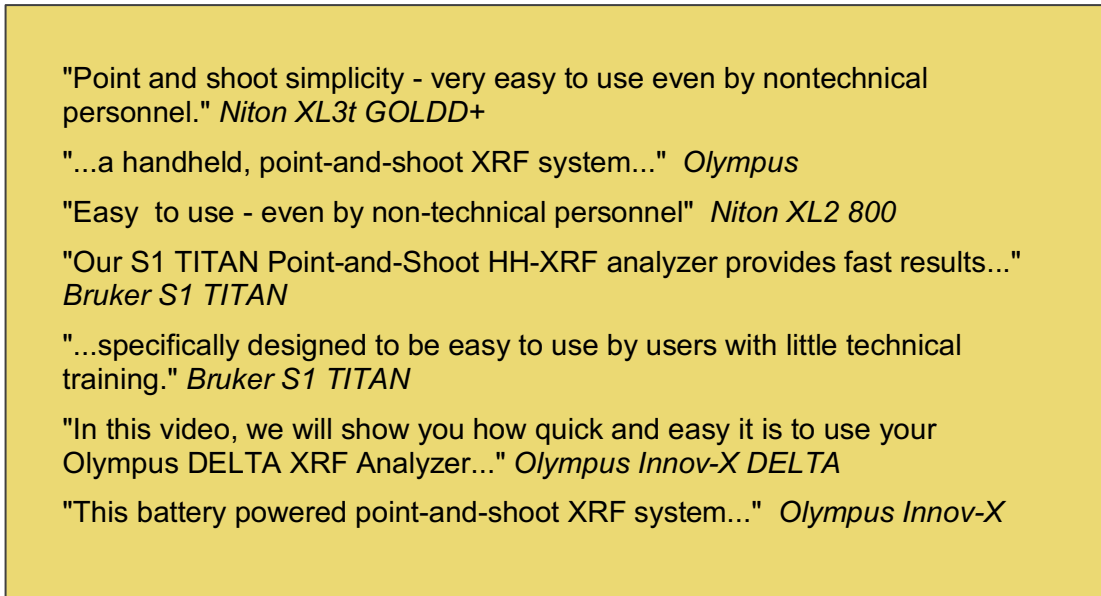 "Point and shoot simplicity - very easy to use even by nontechnical
personnel." Niton XL3t GOLDD+
"...a handheld, point-and-shoot XRF system..."  Olympus
"Easy  to use - even by non-technical personnel"  Niton XL2 800
"Our S1 TITAN Point-and-Shoot HH-XRF analyzer provides fast results..."
Bruker S1 TITAN
"...specifically designed to be easy to use by users with little technical
training." Bruker S1 TITAN
"In this video, we will show you how quick and easy it is to use your
Olympus DELTA XRF Analyzer..." Olympus Innov-X DELTA
"This battery powered point-and-shoot XRF system..."  Olympus Innov-X